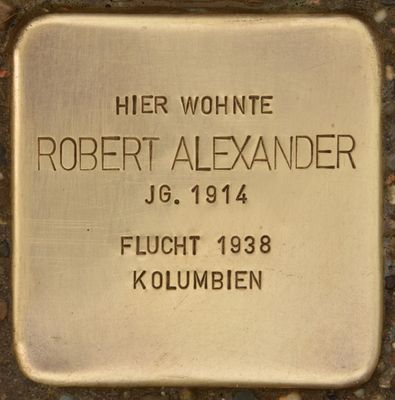 HIER WOHNTE
ROBERT ALEXANDER
JG. 1914
FLUCHT 1938
KOLUMBIEN